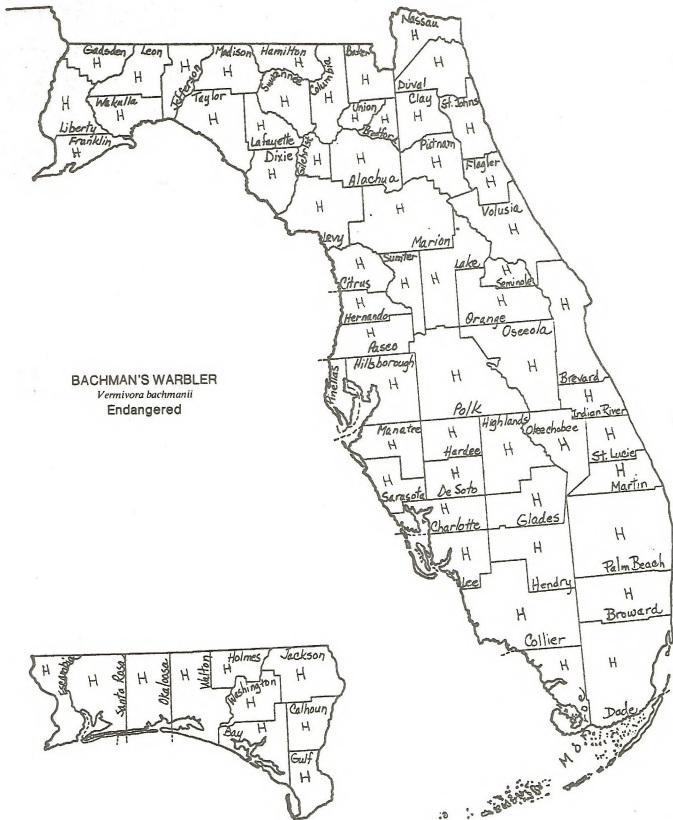 Nassau
H
Gadsden Leon Madison Hamilton Baker
H H H H H H H H
Jefferson Suwannee Columbia
Duval
Liberty Wakulla Taylor Union Clay St. Johns
H H H H H H H H H
Franklin Lafayette Bradford
H
Dixie Gilchrist Putnam Flagler
H H H H H
Alachua
Volusia
H H H
Levy Marion
Sumter Lake
H H H H
Citrus Seminole
H H H
Hernando Orange
H Oseeola
Pasco
Hillsborough H
Pinellas H H
BACHMAN'S WARBLER
Vermivora bachmanii
Endangered
Brevard
H
Polk Indian River
Manatee Highlands Okeechobee
H H H H H
Hardee St. Lucier
H H H H
Sarasota De Soto Martin
H
Charlotte Glades
H H H
Palm Beach
Lee Hendry
H H
Broward
Collier
H H
Monroe Dade
Holmes Jackson
H H H H H H
Escambia Santa Rosa Okaloosa Walton Washington
H
Calhoun
Bay H
H
Gulf
H